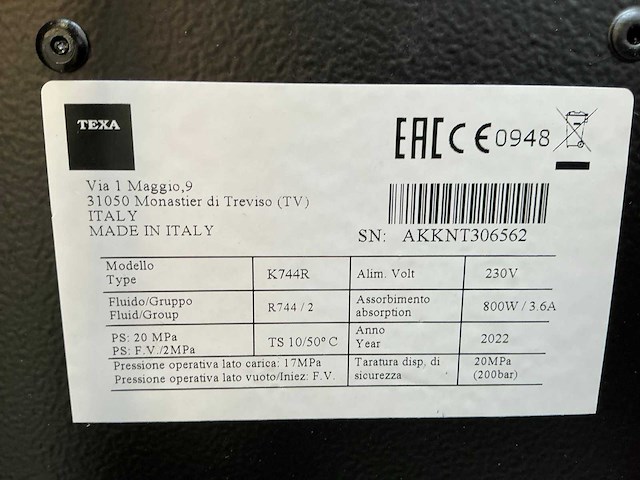 TEXA
EAC CE 0948
Via 1 Maggio,9
31050 Monastier di Treviso (TV)
ITALY
MADE IN ITALY
SN: AKKNT306562
Modello
Type
K744R
Alim. Volt
230V
Fluido/Gruppo
Fluid/Group
R744 / 2
Assorbimento
absorption
800W / 3.6A
PS: 20 MPa
PS: F.V./2MPa
TS 10/50° C
Anno
Year
2022
Pressione operativa lato carica: 17MPa
Pressione operativa lato vuoto/Iniez: F.V.
Taratura disp. di
sicurezza
20MPa
(200bar)